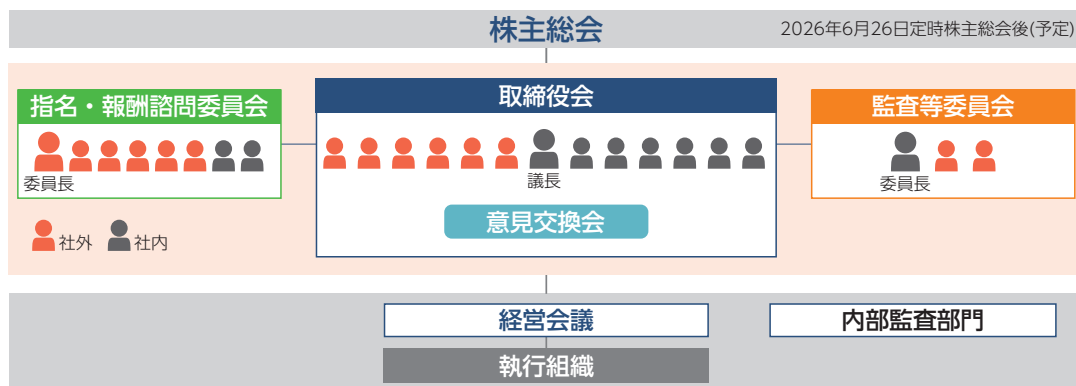 株主総会
2026年6月26日定時株主総会後(予定)
指名・報酬諮問委員会
委員長
取締役会
議長
意見交換会
監査等委員会
委員長
社外
社内
経営会議
内部監査部門
執行組織